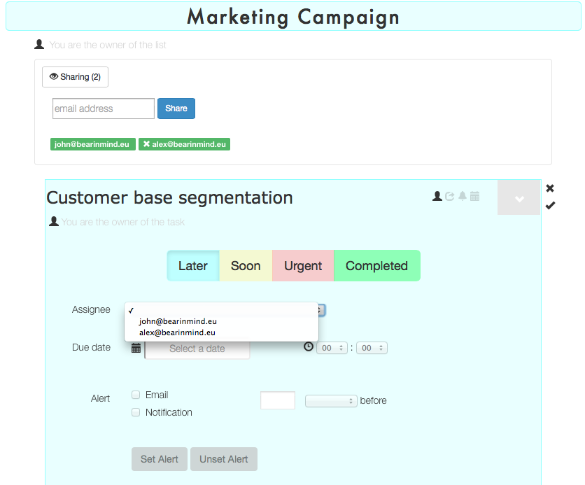 Marketing Campaign
You are the owner of the list
Sharing (2)
email address Share
john@bearinmind.eu alex@bearinmind.eu
Customer base segmentation
You are the owner of the task
Later Soon Urgent Completed
Assignee
john@bearinmind.eu
alex@bearinmind.eu
Due date Select a date 00 : 00
Alert Email
Notification
before
Set Alert Unset Alert